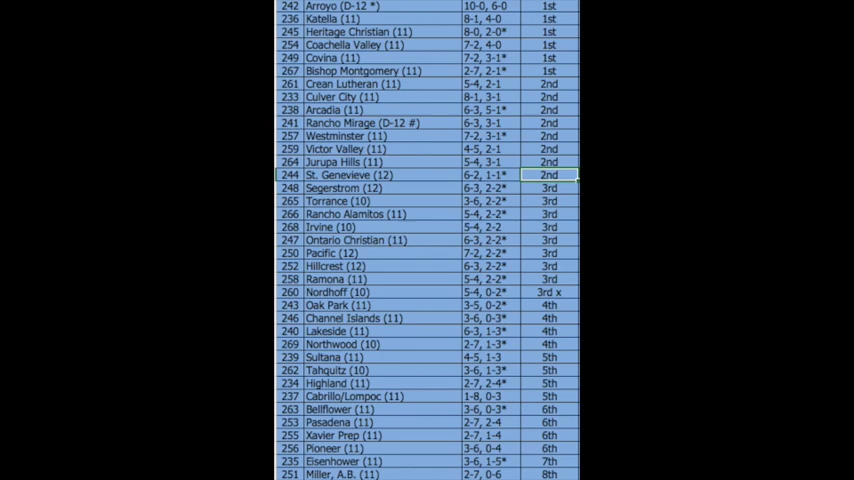 242 Arroyo (D-12 *) 10-0, 6-0 1st
236 Katella (11) 8-1, 4-0 1st
245 Heritage Christian (11) 8-0, 2-0* 1st
254 Coachella Valley (11) 7-2, 4-0 1st
249 Covina (11) 7-2, 3-1* 1st
267 Bishop Montgomery (11) 2-7, 2-1* 1st
261 Crean Lutheran (11) 5-4, 2-1 2nd
233 Culver City (11) 8-1, 3-1 2nd
238 Arcadia (11) 6-3, 5-1* 2nd
241 Rancho Mirage (D-12 #) 6-3, 3-1 2nd
257 Westminster (11) 7-2, 3-1* 2nd
259 Victor Valley (11) 4-5, 2-1 2nd
264 Jurupa Hills (11) 5-4, 3-1 2nd
244 St. Genevieve (12) 6-2, 1-1* 2nd
248 Segerstrom (12) 6-3, 2-2* 3rd
265 Torrance (10) 3-6, 2-2* 3rd
266 Rancho Alamitos (11) 5-4, 2-2* 3rd
268 Irvine (10) 5-4, 2-2 3rd
247 Ontario Christian (11) 6-3, 2-2* 3rd
250 Pacific (12) 7-2, 2-2* 3rd
252 Hillcrest (12) 6-3, 2-2* 3rd
258 Ramona (11) 5-4, 2-2* 3rd
260 Nordhoff (10) 5-4, 0-2* 3rd x
243 Oak Park (11) 3-5, 0-2* 4th
246 Channel Islands (11) 3-6, 0-3* 4th
240 Lakeside (11) 6-3, 1-3* 4th
269 Northwood (10) 2-7, 1-3* 4th
239 Sultana (11) 4-5, 1-3 5th
262 Tahquitz (10) 3-6, 1-3* 5th
234 Highland (11) 2-7, 2-4* 5th
237 Cabrillo/Lompoc (11) 1-8, 0-3 5th
263 Bellflower (11) 3-6, 0-3* 6th
253 Pasadena (11) 2-7, 2-4 6th
255 Xavier Prep (11) 2-7, 1-4 6th
256 Pioneer (11) 3-6, 0-4 6th
235 Eisenhower (11) 3-6, 1-5* 7th
251 Miller, A.B. (11) 2-7, 0-6 8th